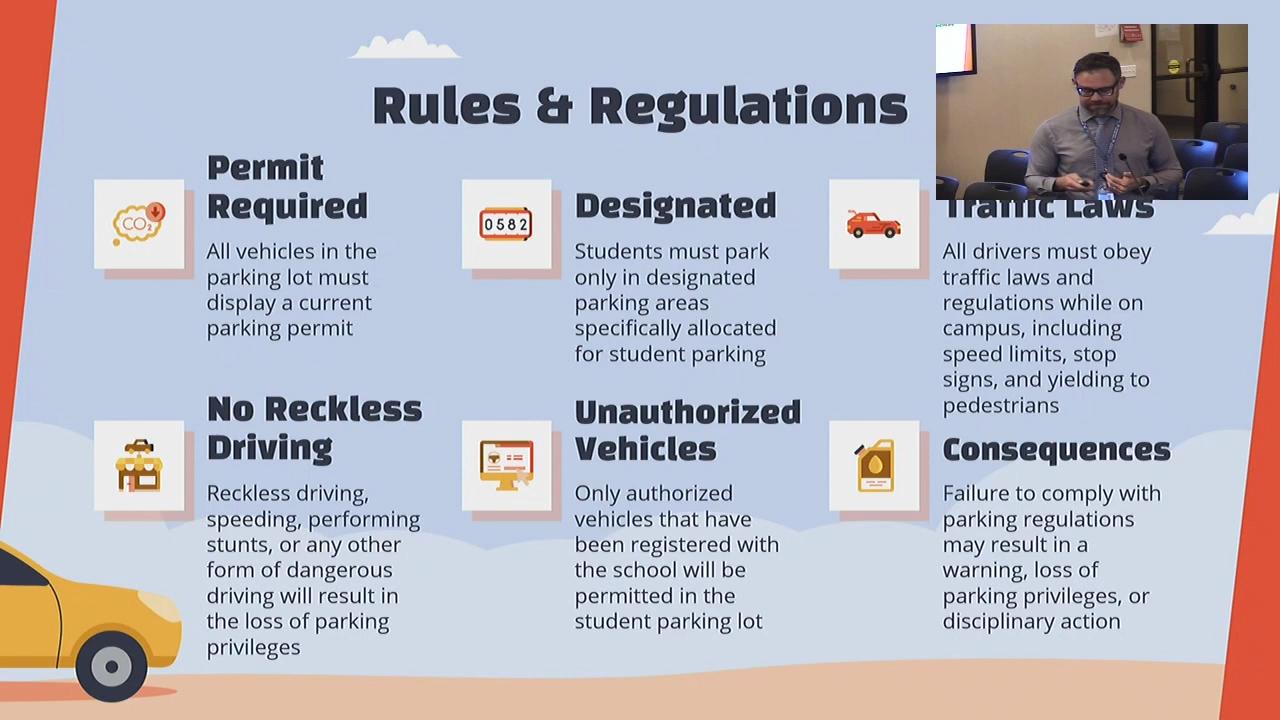 Rules & Regulations
Permit
Required
All vehicles in the
parking lot must
display a current
parking permit
Designated
Students must park
only in designated
parking areas
specifically allocated
for student parking
Traffic Laws
All drivers must obey
traffic laws and
regulations while on
campus, including
speed limits, stop
signs, and yielding to
pedestrians
No Reckless
Driving
Reckless driving,
speeding, performing
stunts, or any other
form of dangerous
driving will result in
the loss of parking
privileges
Unauthorized
Vehicles
Only authorized
vehicles that have
been registered with
the school will be
permitted in the
student parking lot
Consequences
Failure to comply with
parking regulations
may result in a
warning, loss of
parking privileges, or
disciplinary action
CO2
0582